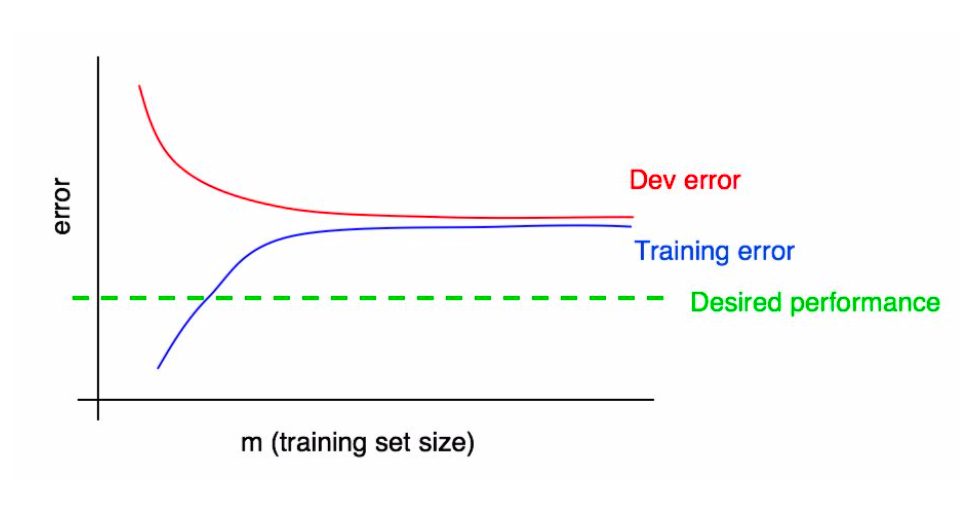 error
Dev error
Training error
Desired performance
m (training set size)